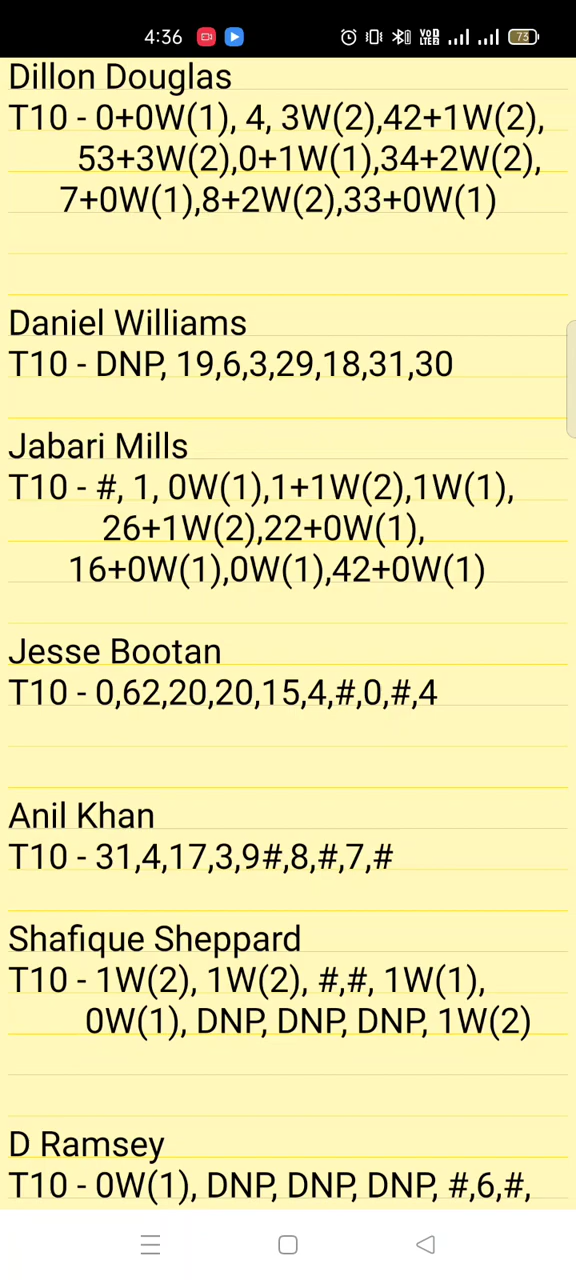 4:36
VoD LTE2 73
Dillon Douglas
T10 - 0+0W(1), 4, 3W(2),42+1W(2),
53+3W(2),0+1W(1),34+2W(2),
7+0W(1),8+2W(2),33+0W(1)
Daniel Williams
T10 - DNP, 19,6,3,29,18,31,30
Jabari Mills
T10 - #, 1, 0W(1),1+1W(2),1W(1),
26+1W(2),22+0W(1),
16+0W(1),0W(1),42+0W(1)
Jesse Bootan
T10 - 0,62,20,20,15,4,#,0,#,4
Anil Khan
T10 - 31,4,17,3,9#,8,#,7,#
Shafique Sheppard
T10 - 1W(2), 1W(2), #,#, 1W(1),
0W(1), DNP, DNP, DNP, 1W(2)
D Ramsey
T10 - 0W(1), DNP, DNP, DNP, #,6,#,